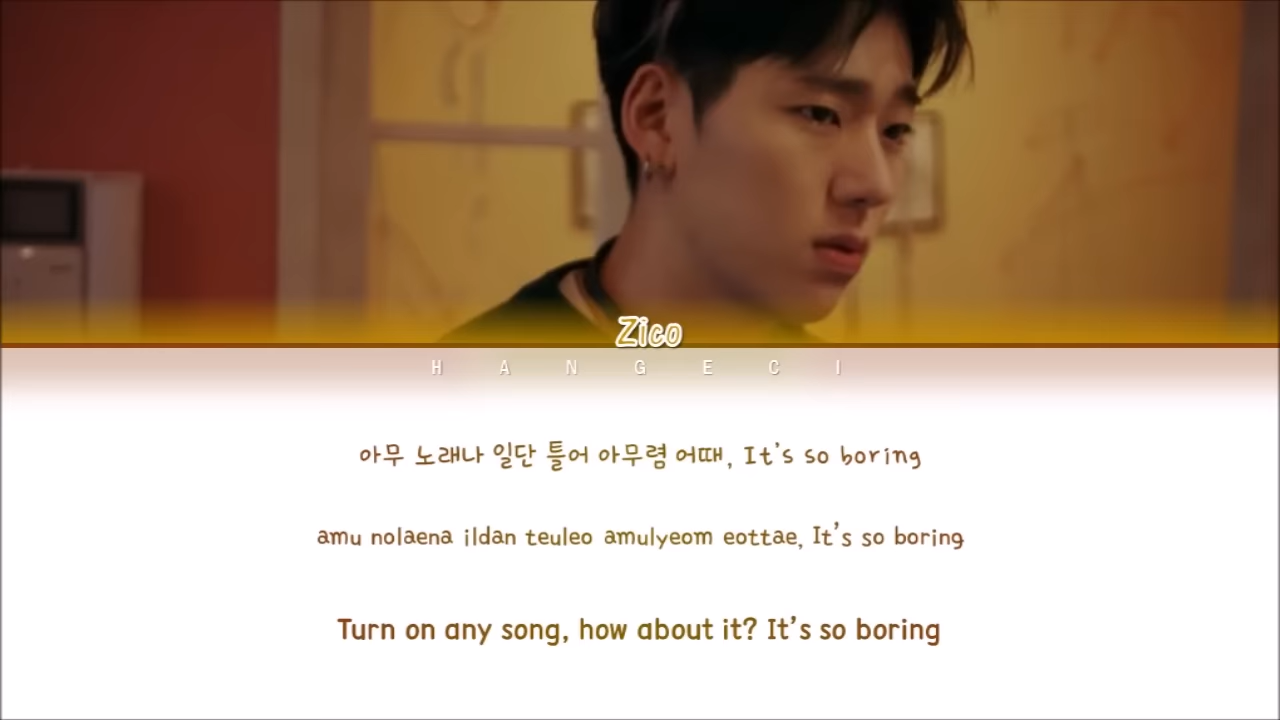 Zico
HANGECI
아무 노래나 일단 틀어 아무렴 어때, It's so boring
amu nolaena ildan teuleo amulyeom eottae, It's so boring
Turn on any song, how about it? It's so boring